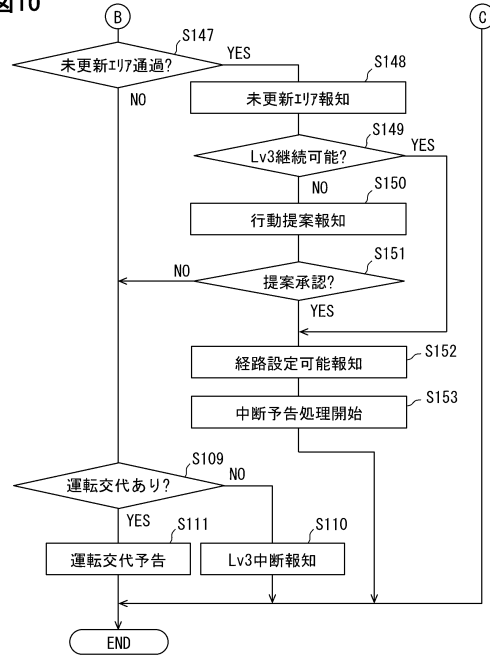 図10
B
C
S147
未更新エリア通過?
YES
NO
S148
未更新エリア報知
S149
Lv3継続可能?
YES
NO
S150
行動提案報知
S151
提案承認?
NO
YES
S152
経路設定可能報知
S153
中断予告処理開始
S109
運転交代あり?
NO
YES
S111
運転交代予告
S110
Lv3中断報知
END